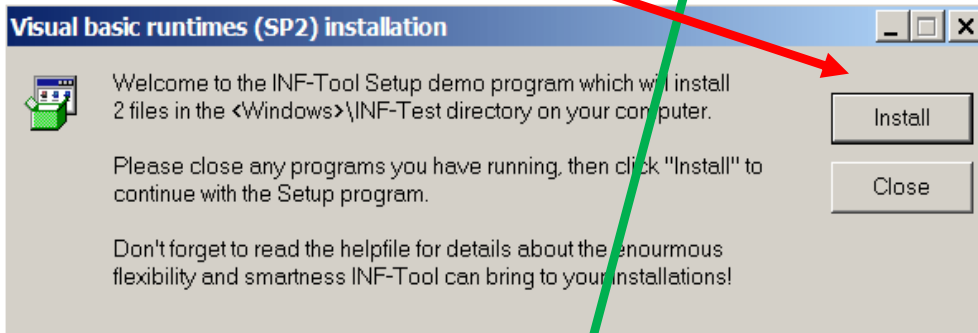 Visual basic runtimes (SP2) installation
Welcome to the INF-Tool Setup demo program which will install
2 files in the <Windows>\INF-Test directory on your computer.
Install
Please close any programs you have running, then click "Install" to
continue with the Setup program.
Close
Don't forget to read the helpfile for details about the enourmous
flexibility and smartness INF-Tool can bring to your installations!